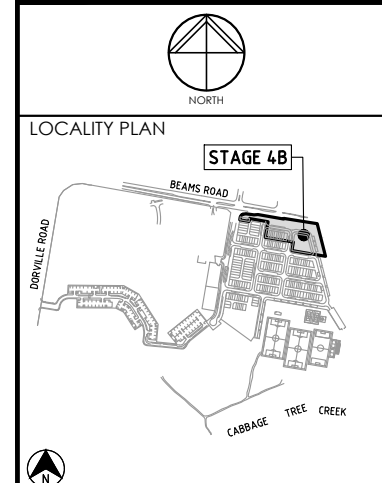 NORTH
LOCALITY PLAN
STAGE 4B
BEAMS ROAD
DORVILLE ROAD
CABBAGE TREE CREEK
N